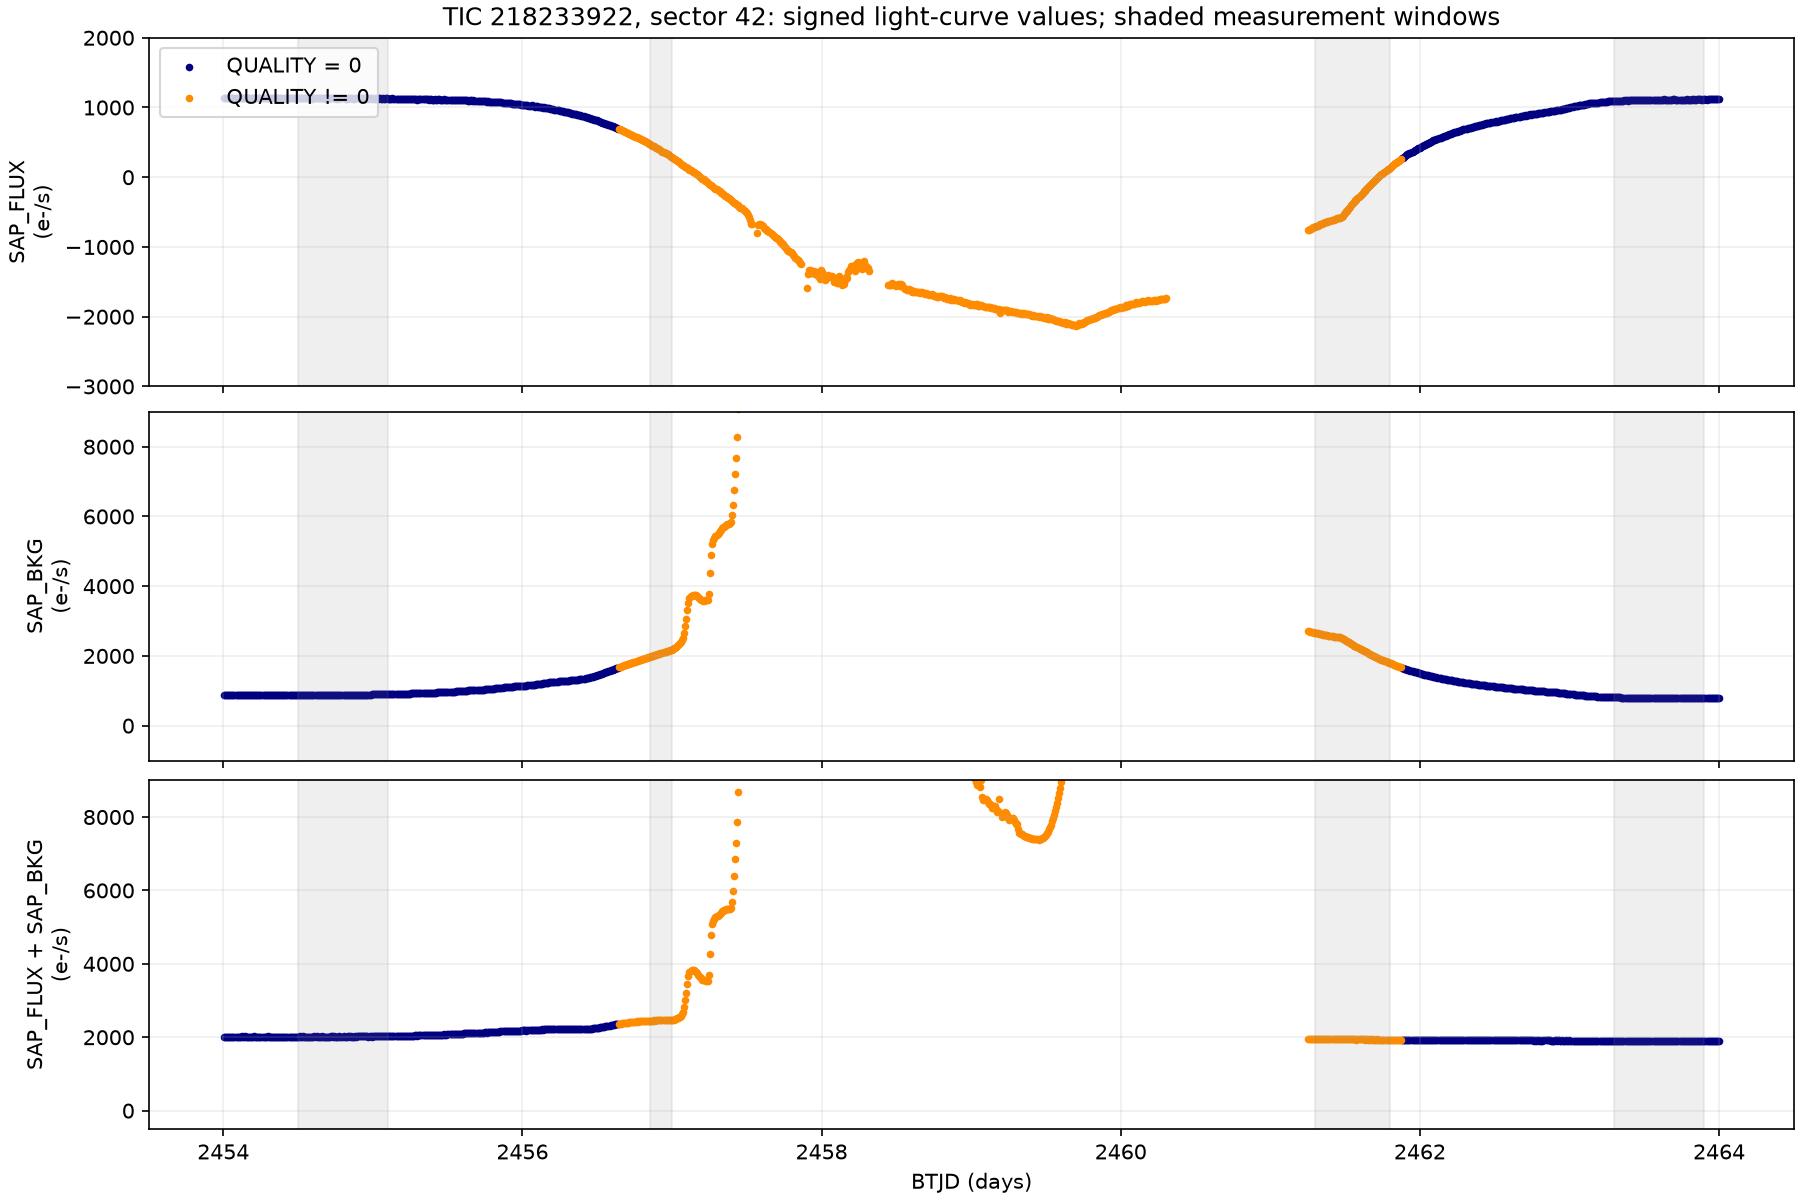 TIC 218233922, sector 42: signed light-curve values; shaded measurement windows
QUALITY = 0
QUALITY != 0
SAP_FLUX
(e-/s)
2000
1000
0
−1000
−2000
−3000
SAP_BKG
(e-/s)
8000
6000
4000
2000
0
SAP_FLUX + SAP_BKG
(e-/s)
8000
6000
4000
2000
0
2454 2456 2458 2460 2462 2464
BTJD (days)